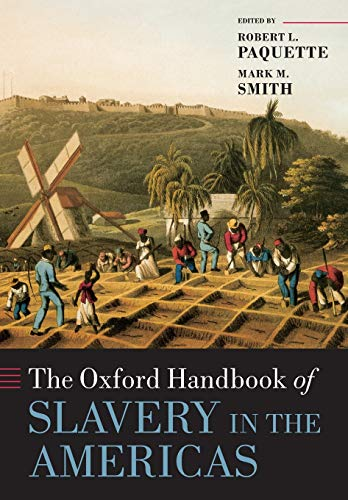 EDITED BY
ROBERT L.
PAQUETTE
MARK M.
SMITH
The Oxford Handbook of
SLAVERY IN THE
AMERICAS